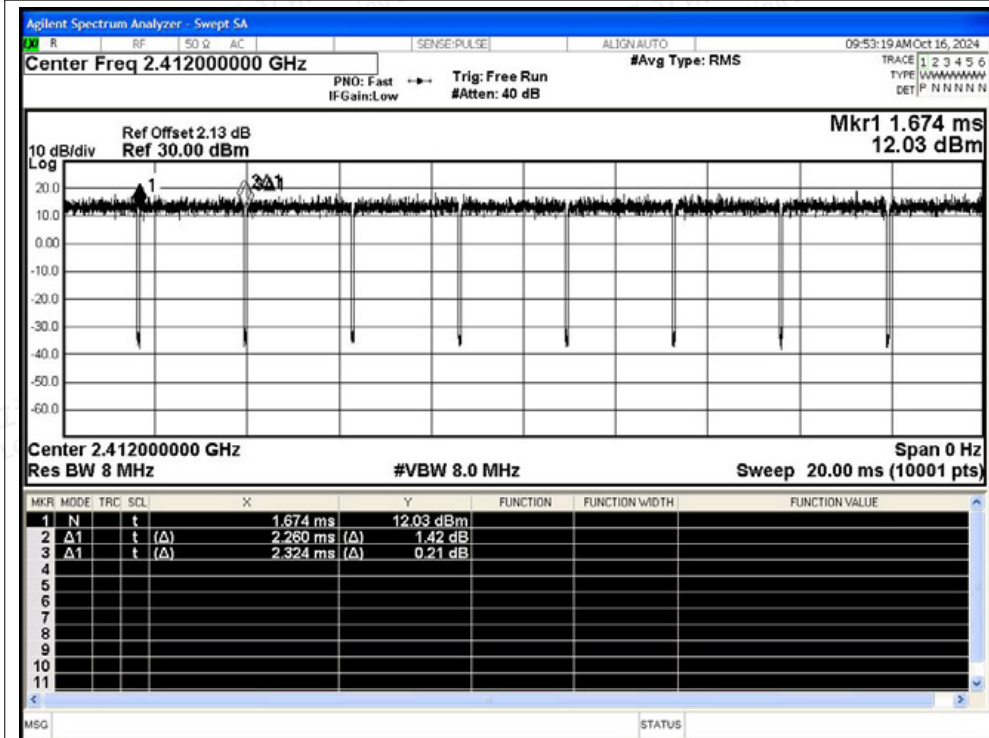 Agilent Spectrum Analyzer - Swept SA
LXI R RF 50 Ω AC SENSE:PULSE ALIGN AUTO 09:53:19 AM Oct 16, 2024
Center Freq 2.412000000 GHz #Avg Type: RMS TRACE 1 2 3 4 5 6
PNO: Fast Trig: Free Run TYPE WWWWWW
IFGain:Low #Atten: 40 dB DET P N N N N N
Mkr1 1.674 ms
Ref Offset 2.13 dB
10 dB/div Ref 30.00 dBm 12.03 dBm
Log
20.0
10.0
0.00
-10.0
-20.0
-30.0
-40.0
-50.0
-60.0
1
Center 2.412000000 GHz Span 0 Hz
Res BW 8 MHz #VBW 8.0 MHz Sweep 20.00 ms (10001 pts)
MKR MODE TRC SCL X Y FUNCTION FUNCTION WIDTH FUNCTION VALUE
1 N t 1.674 ms 12.03 dBm
2 Δ1 t (Δ) 2.260 ms (Δ) 1.42 dB
3 Δ1 t (Δ) 2.324 ms (Δ) 0.21 dB
4
5
6
7
8
9
10
11
MSG STATUS